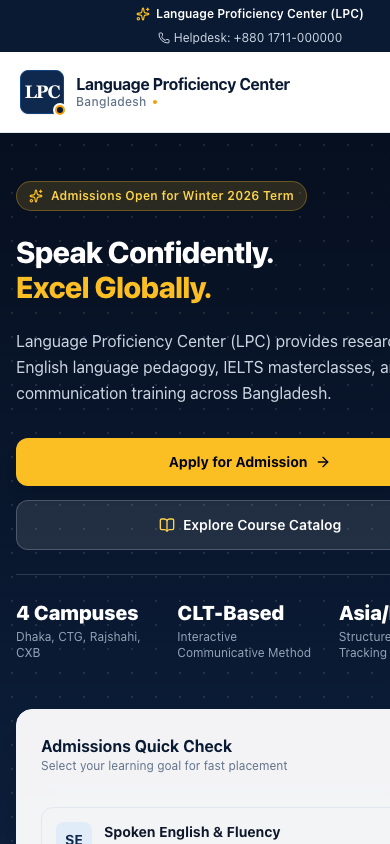 Language Proficiency Center (LPC)
Helpdesk: +880 1711-000000
LPC
Language Proficiency Center
Bangladesh
Admissions Open for Winter 2026 Term
Speak Confidently.
Excel Globally.
Language Proficiency Center (LPC) provides
English language pedagogy, IELTS masterclasses,
communication training across Bangladesh.
Apply for Admission →
Explore Course Catalog
4 Campuses CLT-Based
Dhaka, CTG, Rajshahi, Interactive
CXB Communicative Method Tracking
Admissions Quick Check
Select your learning goal for fast placement
SE Spoken English & Fluency